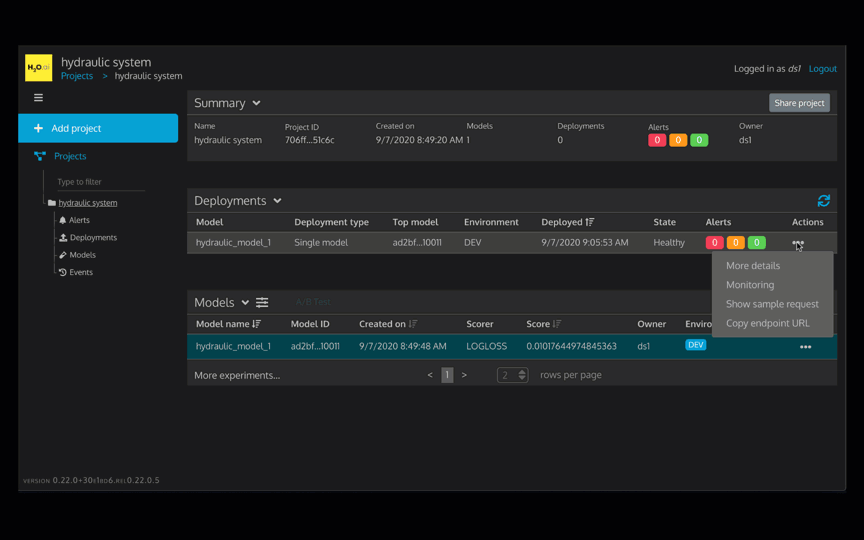 H₂O.ai
hydraulic system
Projects > hydraulic system
Logged in as ds1 Logout
Add project
Projects
Type to filter
hydraulic system
Alerts
Deployments
Models
Events
Summary
Share project
Name Project ID Created on Models Deployments Alerts Owner
hydraulic system 706ff...51c6c 9/7/2020 8:49:20 AM 1 0 0 0 0 ds1
Deployments
Model Deployment type Top model Environment Deployed State Alerts Actions
hydraulic_model_1 Single model ad2bf...10011 DEV 9/7/2020 9:05:53 AM Healthy 0 0 0
More details
Monitoring
Show sample request
Copy endpoint URL
Models A/B Test
Model name Model ID Created on Scorer Score Owner Enviro
hydraulic_model_1 ad2bf...10011 9/7/2020 8:49:48 AM LOGLOSS 0.01017644974845363 ds1 DEV
More experiments... < 1 > 2 rows per page
VERSION 0.22.0+30E1BD6.REL0.22.0.5